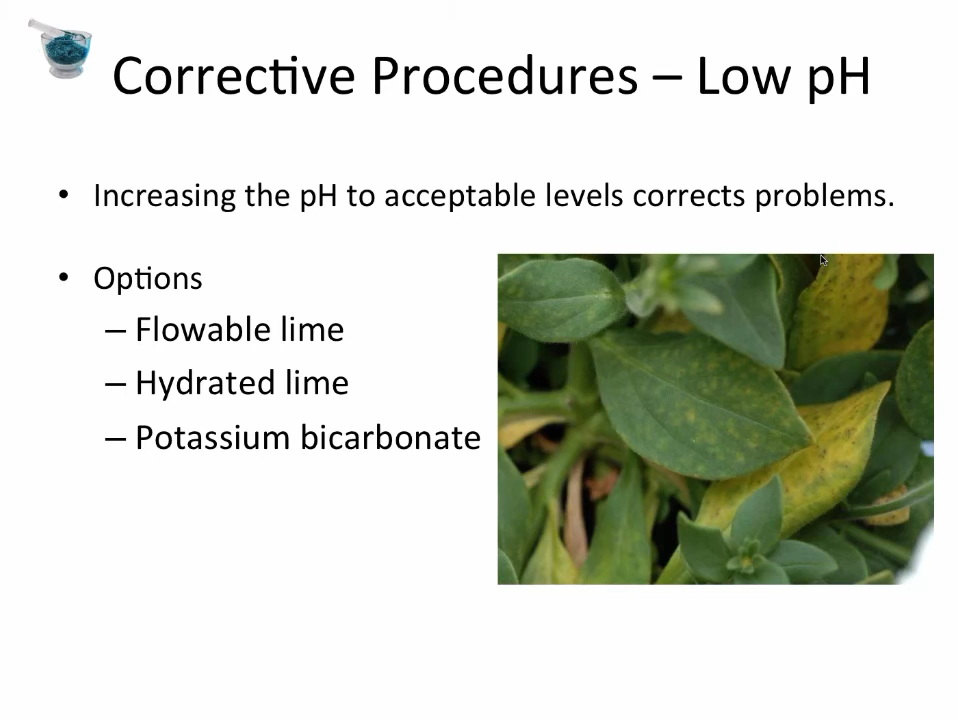 Corrective Procedures – Low pH
• Increasing the pH to acceptable levels corrects problems.
• Options
– Flowable lime
– Hydrated lime
– Potassium bicarbonate